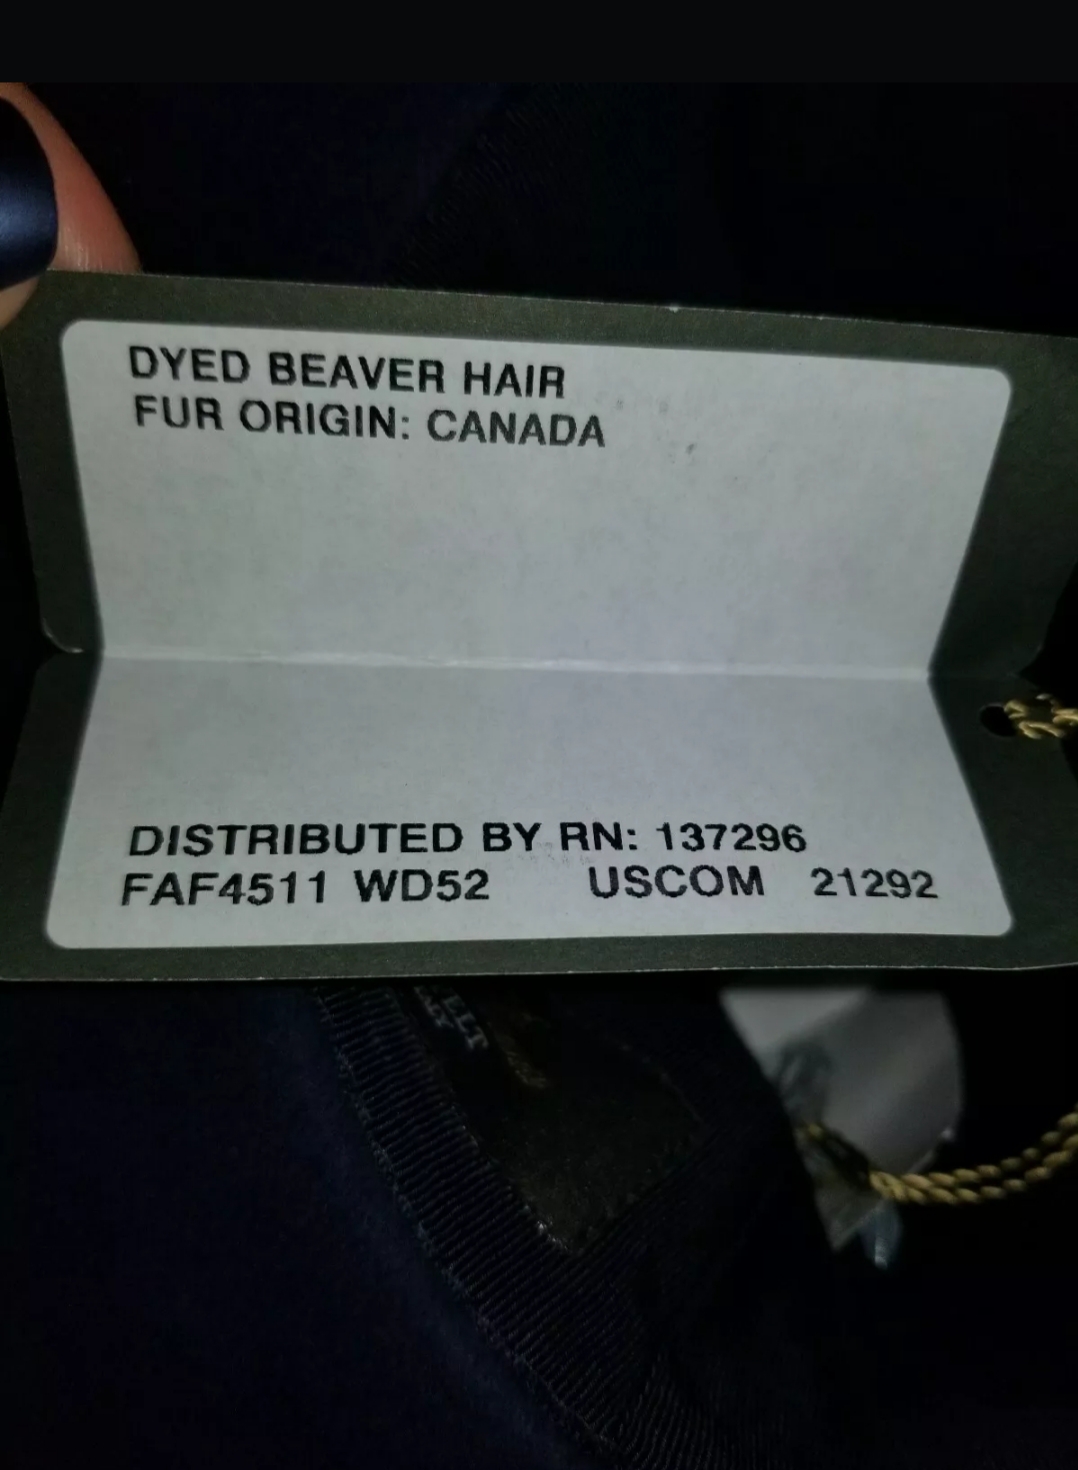 DYED BEAVER HAIR
FUR ORIGIN: CANADA
DISTRIBUTED BY RN: 137296
FAF4511 WD52 USCOM 21292